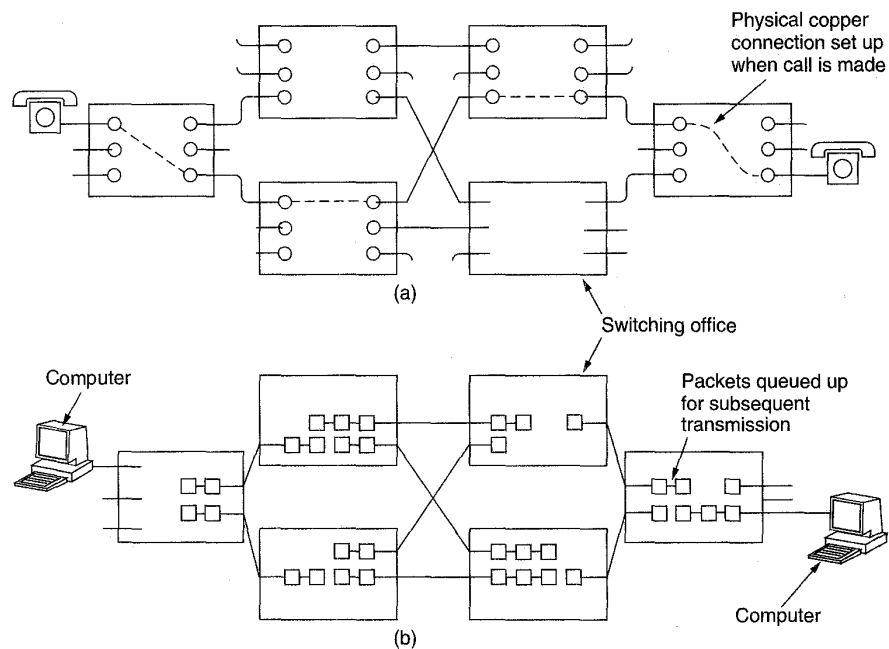 Physical copper
connection set up
when call is made
(a)
Switching office
Computer
Packets queued up
for subsequent
transmission
Computer
(b)